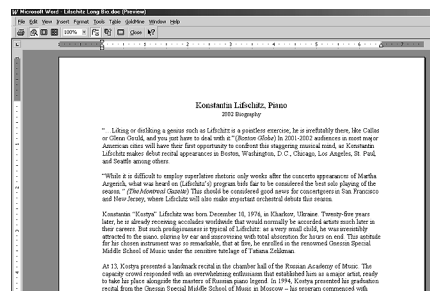 Microsoft Word - Lifschitz Long Bio.doc (Preview)
File Edit View Insert Format Tools Table GoldMine Window Help
100% Close
Konstantin Lifschitz, Piano
2002 Biography
"… Liking or disliking a genius such as Lifschitz is a pointless exercise, he is irrefutably there, like Callas
or Glenn Gould, and you just have to deal with it." (Boston Globe) In 2001-2002 audiences in most major
American cities will have their first opportunity to confront this staggering musical mind, as Konstantin
Lifschitz makes debut recital appearances in Boston, Washington, D.C., Chicago, Los Angeles, St. Paul,
and Seattle among others.
"While it is difficult to employ superlative rhetoric only weeks after the concerto appearances of Martha
Argerich, what was heard on (Lifschitz's) program bids fair to be considered the best solo playing of the
season." (The Montreal Gazette) This should be considered good news for concertgoers in San Francisco
and New Jersey, where Lifschitz will also make important orchestral debuts this season.
Konstantin "Kostya" Lifschitz was born December 10, 1976, in Kharkov, Ukraine. Twenty-five years
later, he is already receiving accolades worldwide that would normally be accorded artists much later in
their careers. But such prodigiousness is typical of Lifschitz: as a very small child, he was irresistibly
attracted to the piano, playing by ear and improvising with total absorption for hours on end. This aptitude
for his chosen instrument was so remarkable, that at five, he enrolled in the renowned Gnessin Special
Middle School of Music under the sensitive tutelage of Tatiana Zelikman.
At 13, Kostya presented a landmark recital in the chamber hall of the Russian Academy of Music. The
capacity crowd responded with an overwhelming enthusiasm that established him as a major artist, ready
to take his place alongside the masters of Russian piano legend. In 1994, Kostya presented his graduation
recital from the Gnessin Special Middle School of Music in Moscow – his program commenced with